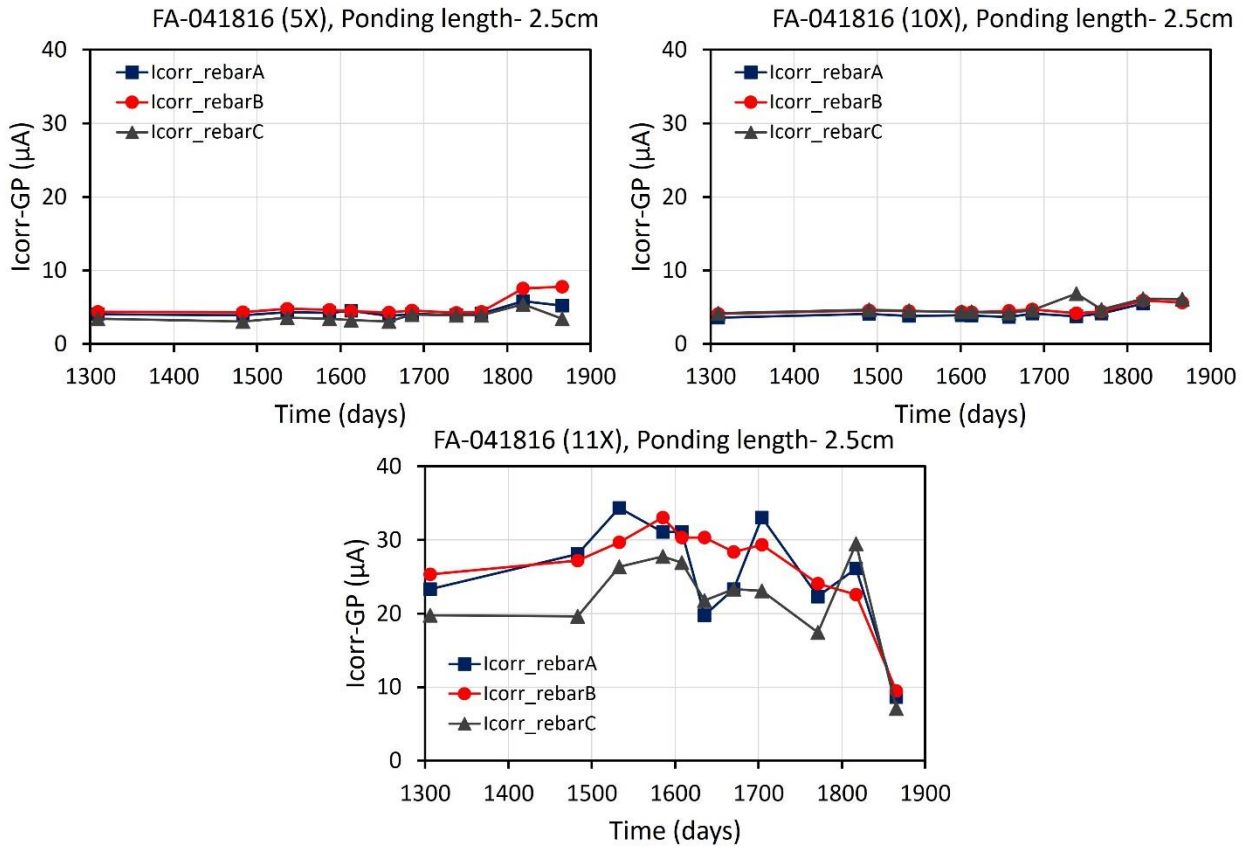 FA-041816 (5X), Ponding length- 2.5cm
40
30
20
10
0
Icorr-GP (µA)
Icorr_rebarA
Icorr_rebarB
Icorr_rebarC
1300 1400 1500 1600 1700 1800 1900
Time (days)
FA-041816 (10X), Ponding length- 2.5cm
40
30
20
10
0
Icorr-GP (µA)
Icorr_rebarA
Icorr_rebarB
Icorr_rebarC
1300 1400 1500 1600 1700 1800 1900
Time (days)
FA-041816 (11X), Ponding length- 2.5cm
40
30
20
10
0
Icorr-GP (µA)
Icorr_rebarA
Icorr_rebarB
Icorr_rebarC
1300 1400 1500 1600 1700 1800 1900
Time (days)